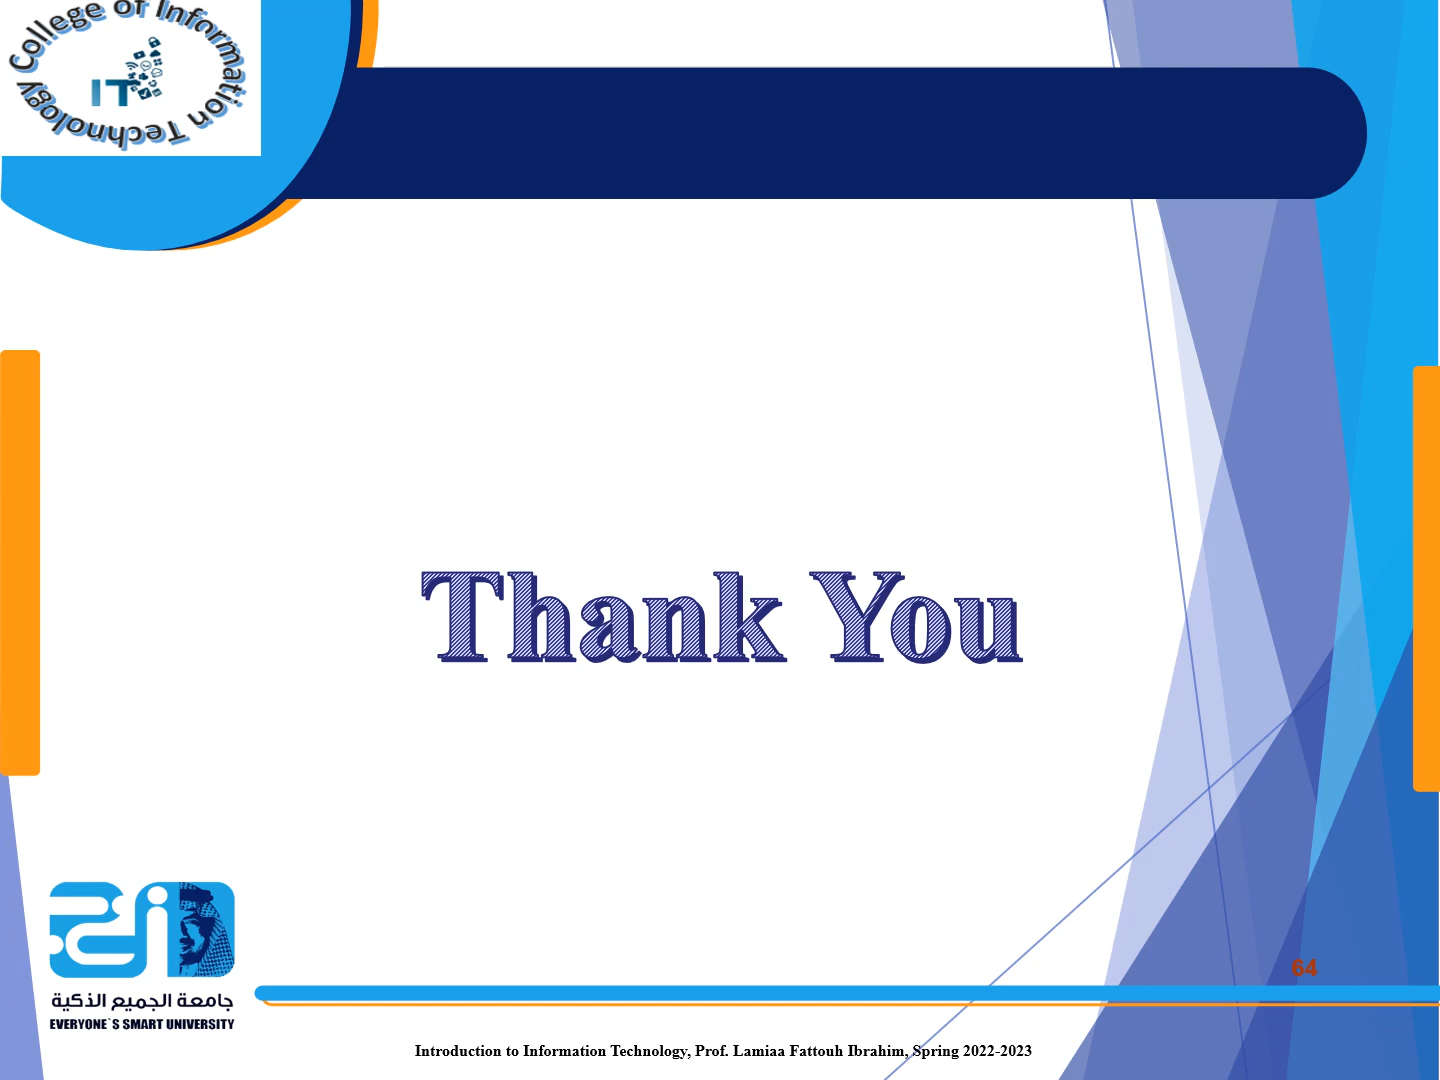 College of Information Technology
IT
Thank You
64
جامعة الجميع الذكية
EVERYONE`S SMART UNIVERSITY
Introduction to Information Technology, Prof. Lamiaa Fattouh Ibrahim, Spring 2022-2023